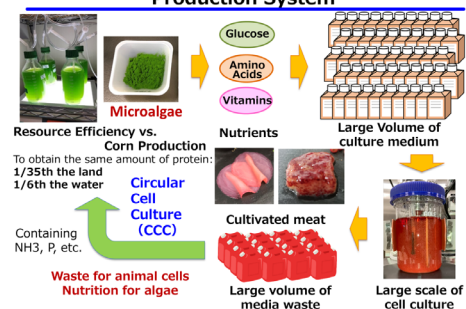 Production System
Glucose
Amino
Acids
Vitamins
Microalgae
Resource Efficiency vs.
Corn Production
Nutrients
Large Volume of
culture medium
To obtain the same amount of protein:
1/35th the land
1/6th the water
Circular
Cell
Culture
(CCC)
Cultivated meat
Containing
NH3, P, etc.
Waste for animal cells
Nutrition for algae
Large volume of
media waste
Large scale of
cell culture